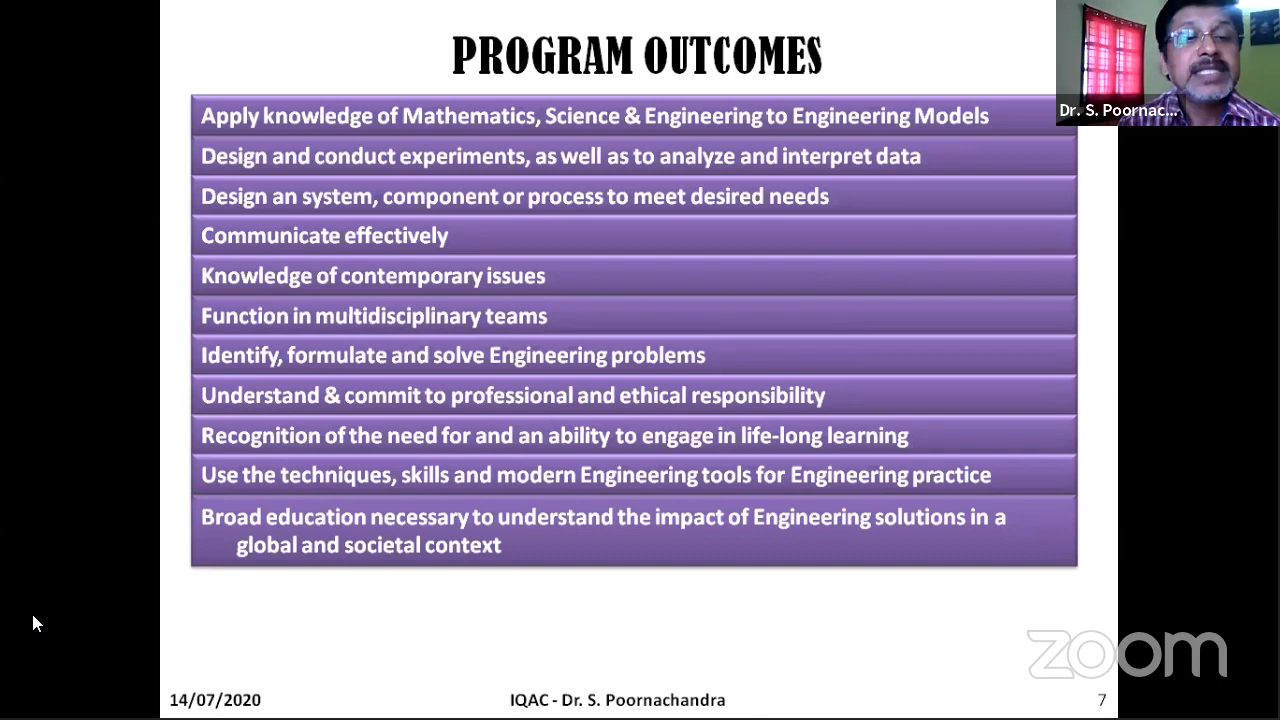 PROGRAM OUTCOMES
Apply knowledge of Mathematics, Science & Engineering to Engineering Models
Dr. S. Poornac...
Design and conduct experiments, as well as to analyze and interpret data
Design an system, component or process to meet desired needs
Communicate effectively
Knowledge of contemporary issues
Function in multidisciplinary teams
Identify, formulate and solve Engineering problems
Understand & commit to professional and ethical responsibility
Recognition of the need for and an ability to engage in life-long learning
Use the techniques, skills and modern Engineering tools for Engineering practice
Broad education necessary to understand the impact of Engineering solutions in a
global and societal context
zoom
14/07/2020
IQAC - Dr. S. Poornachandra
7